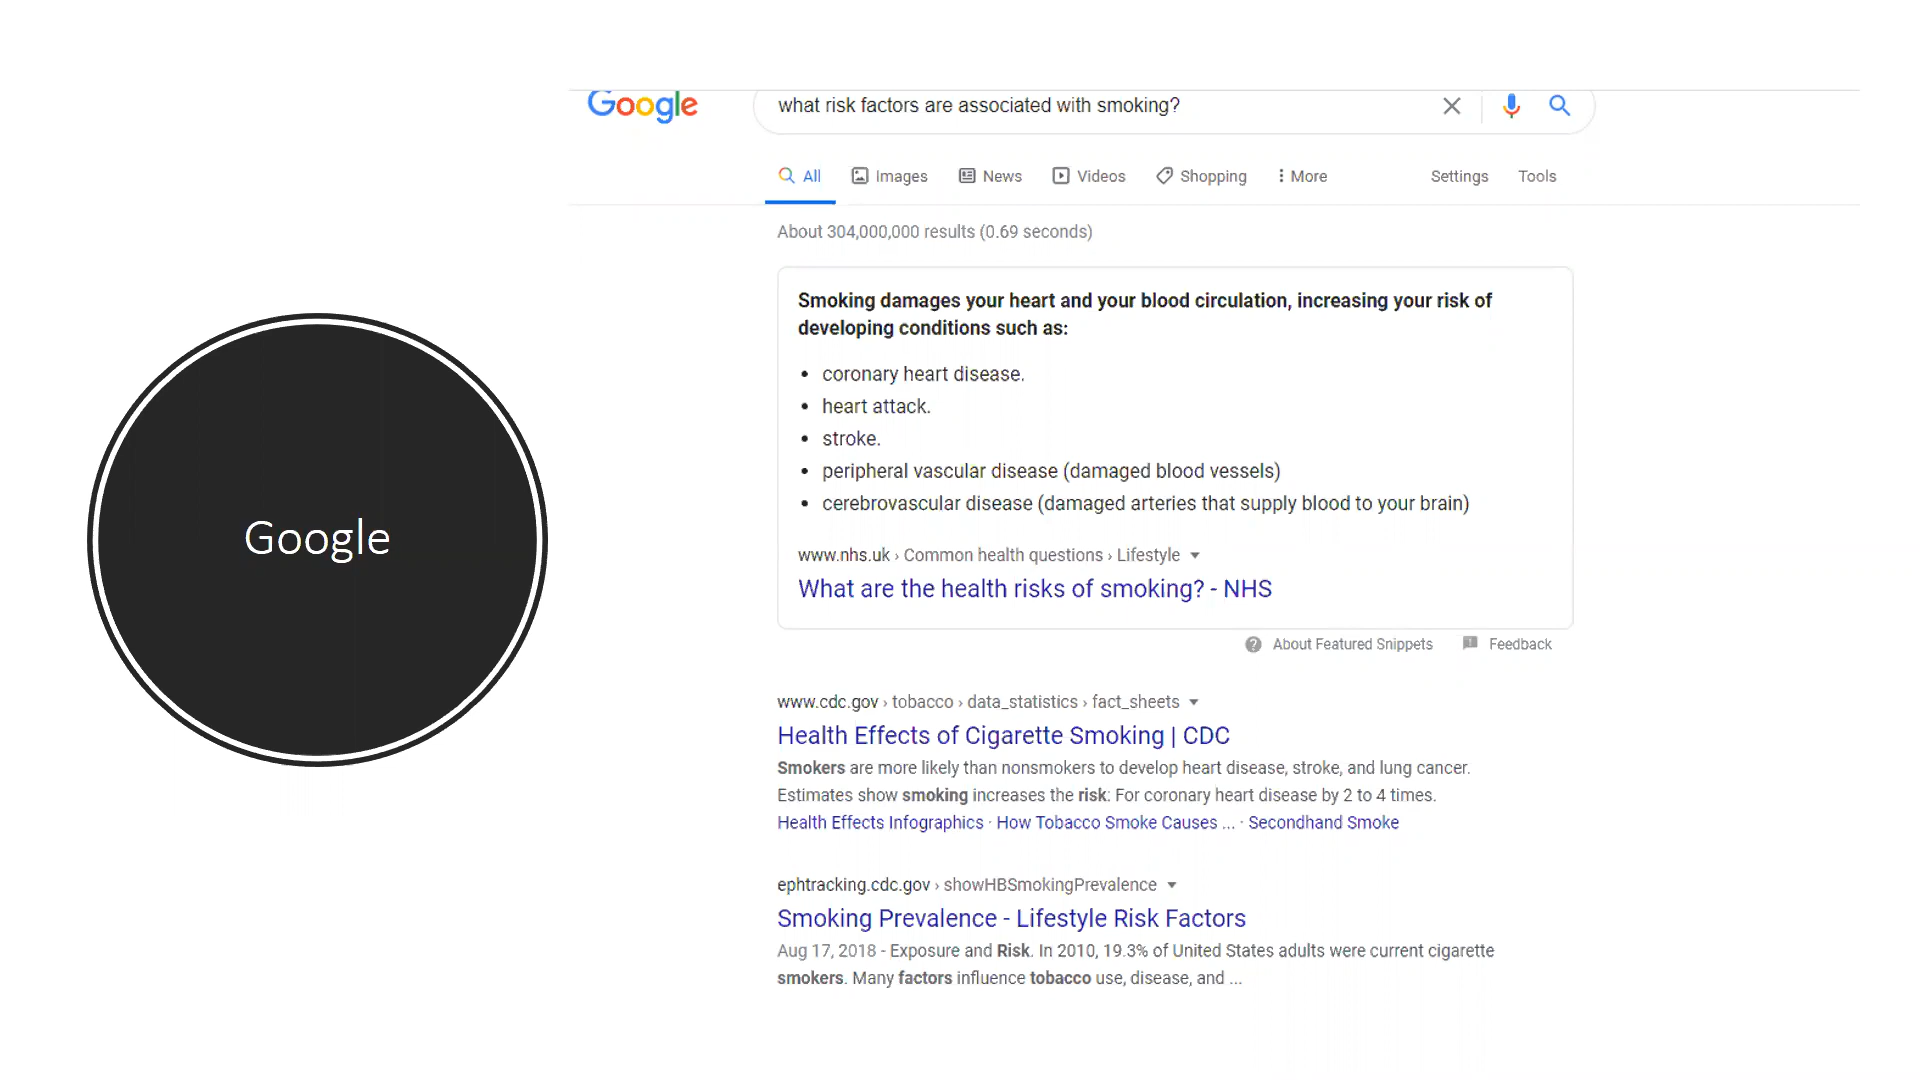 Google
Google
what risk factors are associated with smoking?
All Images News Videos Shopping More Settings Tools
About 304,000,000 results (0.69 seconds)
Smoking damages your heart and your blood circulation, increasing your risk of
developing conditions such as:
• coronary heart disease.
• heart attack.
• stroke.
• peripheral vascular disease (damaged blood vessels)
• cerebrovascular disease (damaged arteries that supply blood to your brain)
www.nhs.uk › Common health questions › Lifestyle
What are the health risks of smoking? - NHS
About Featured Snippets Feedback
www.cdc.gov › tobacco › data_statistics › fact_sheets
Health Effects of Cigarette Smoking | CDC
Smokers are more likely than nonsmokers to develop heart disease, stroke, and lung cancer.
Estimates show smoking increases the risk: For coronary heart disease by 2 to 4 times.
Health Effects Infographics · How Tobacco Smoke Causes ... · Secondhand Smoke
ephtracking.cdc.gov › showHBSmokingPrevalence
Smoking Prevalence - Lifestyle Risk Factors
Aug 17, 2018 - Exposure and Risk. In 2010, 19.3% of United States adults were current cigarette
smokers. Many factors influence tobacco use, disease, and ...